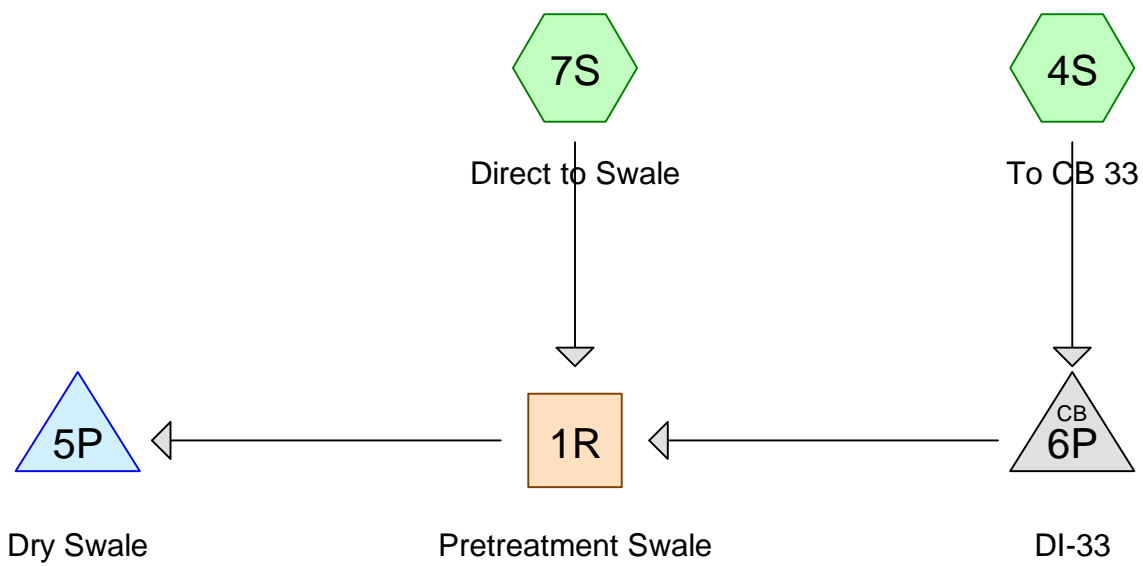 7S
4S
Direct to Swale
To CB 33
CB
5P
1R
6P
Dry Swale
Pretreatment Swale
DI-33